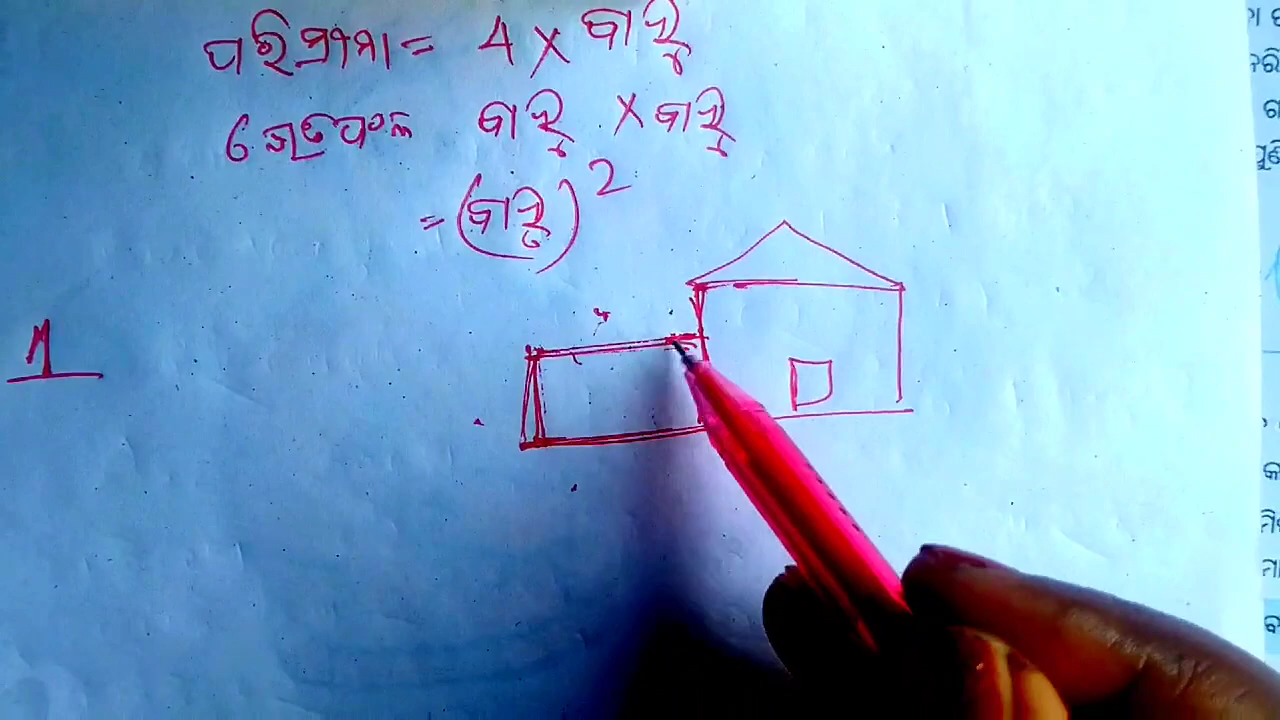 ପରିସୀମା = 4 × ବାହୁ
କ୍ଷେତ୍ରଫଳ ବାହୁ × ବାହୁ
= (ବାହୁ)²